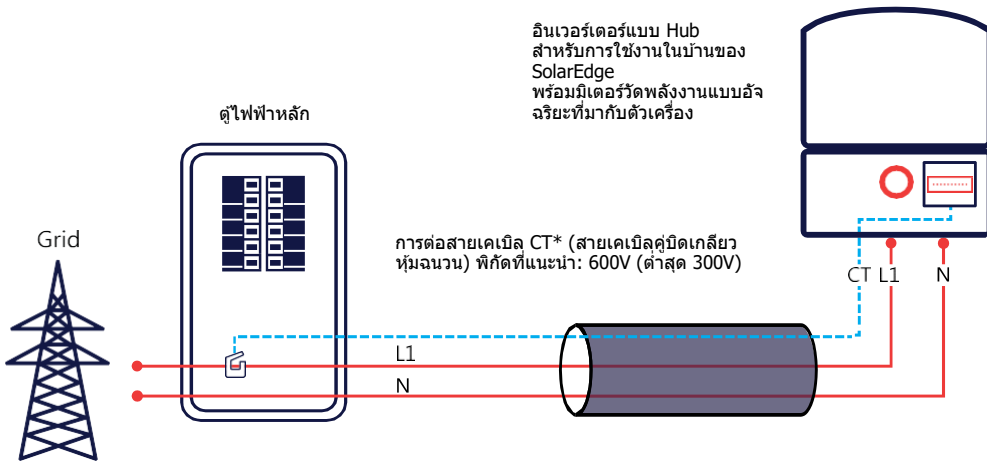 อินเวอร์เตอร์แบบ Hub
สำหรับการใช้งานในบ้านของ
SolarEdge
พร้อมมิเตอร์วัดพลังงานแบบอัจ
ฉริยะที่มากับตัวเครื่อง
ตู้ไฟฟ้าหลัก
Grid
การต่อสายเคเบิล CT* (สายเคเบิลคู่บิดเกลียว
หุ้มฉนวน) พิกัดที่แนะนำ: 600V (ต่ำสุด 300V)
CT L1 N
L1
N